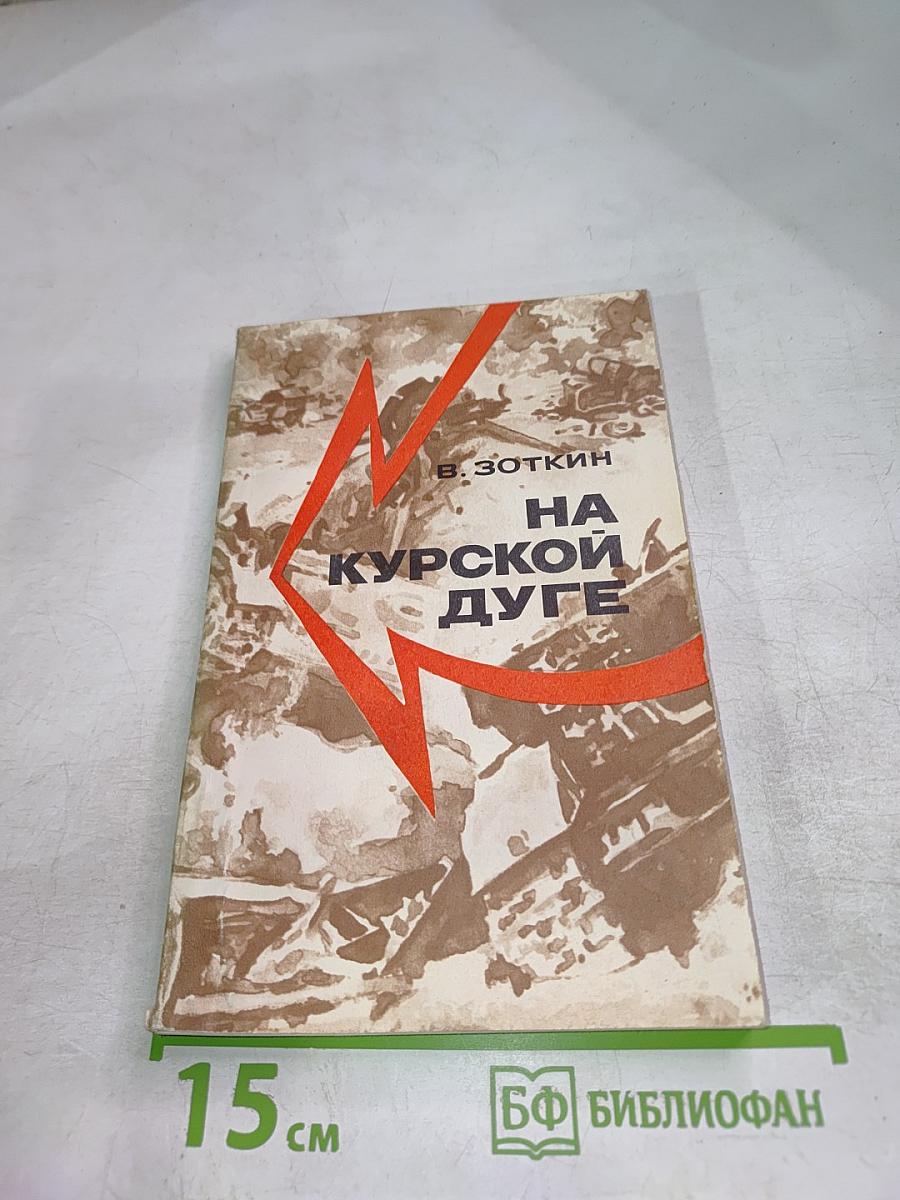 В. ЗОТКИН
НА
КУРСКОЙ
ДУГЕ
15 см
БФ БИБЛИОФАН